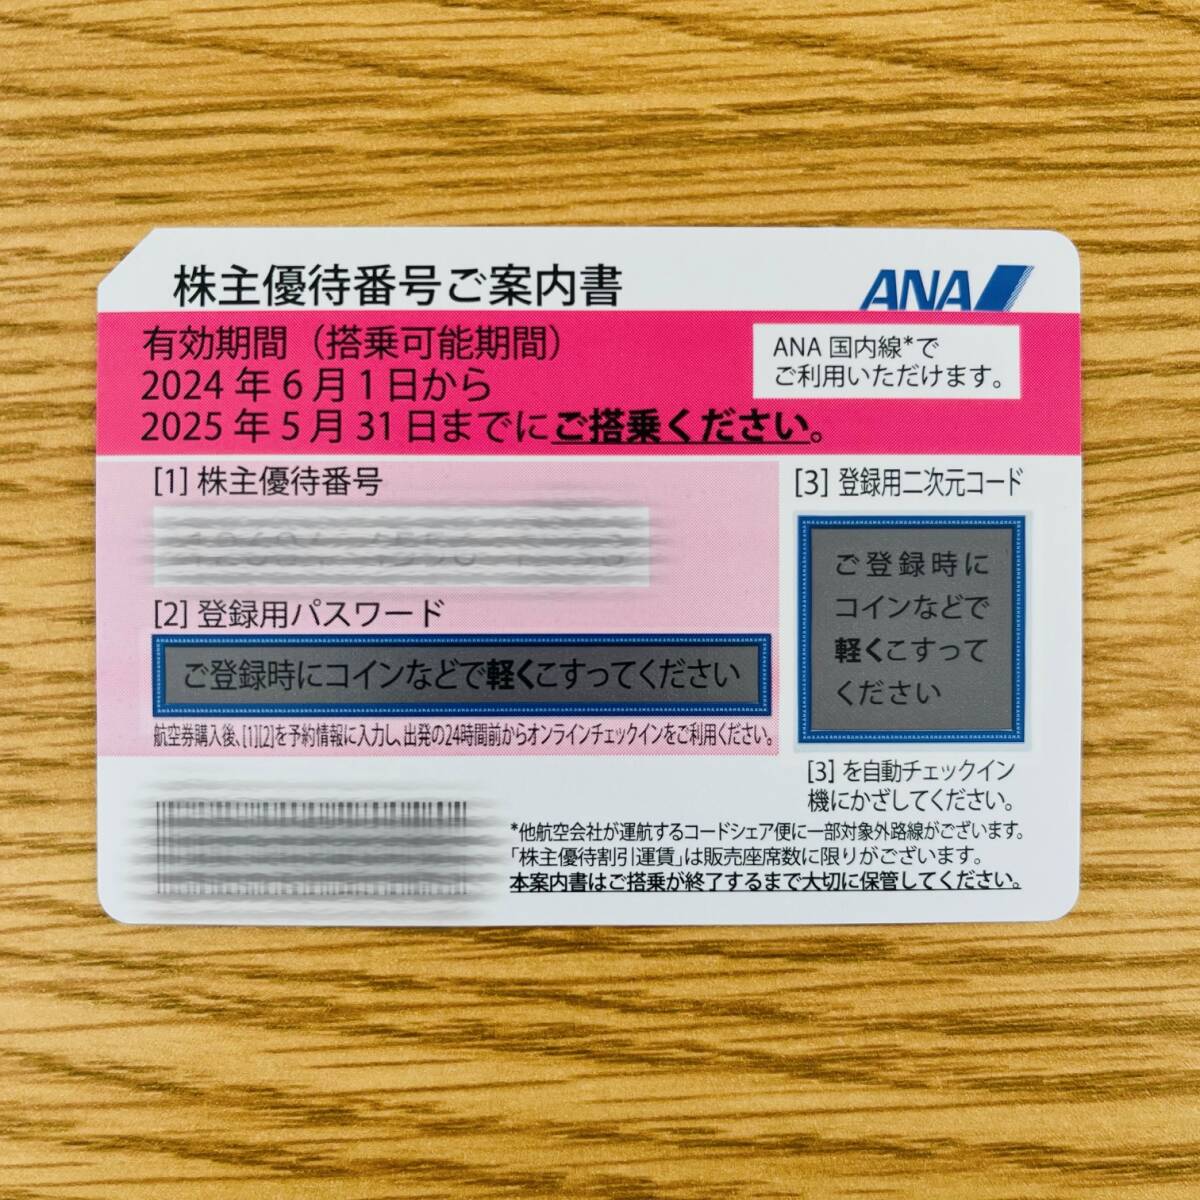 株主優待番号ご案内書
ANA
有効期間（搭乗可能期間）
2024年6月1日から
2025年5月31日までにご搭乗ください。
ANA国内線*で
ご利用いただけます。
[1] 株主優待番号
[2] 登録用パスワード
ご登録時にコインなどで軽くこすってください
航空券購入後、[1][2]を予約情報に入力し、出発の24時間前からオンラインチェックインをご利用ください。
[3] 登録用二次元コード
ご登録時に
コインなどで
軽くこすって
ください
[3] を自動チェックイン
機にかざしてください。
*他航空会社が運航するコードシェア便に一部対象外路線がございます。
「株主優待割引運賃」は販売座席数に限りがございます。
本案内書はご搭乗が終了するまで大切に保管してください。